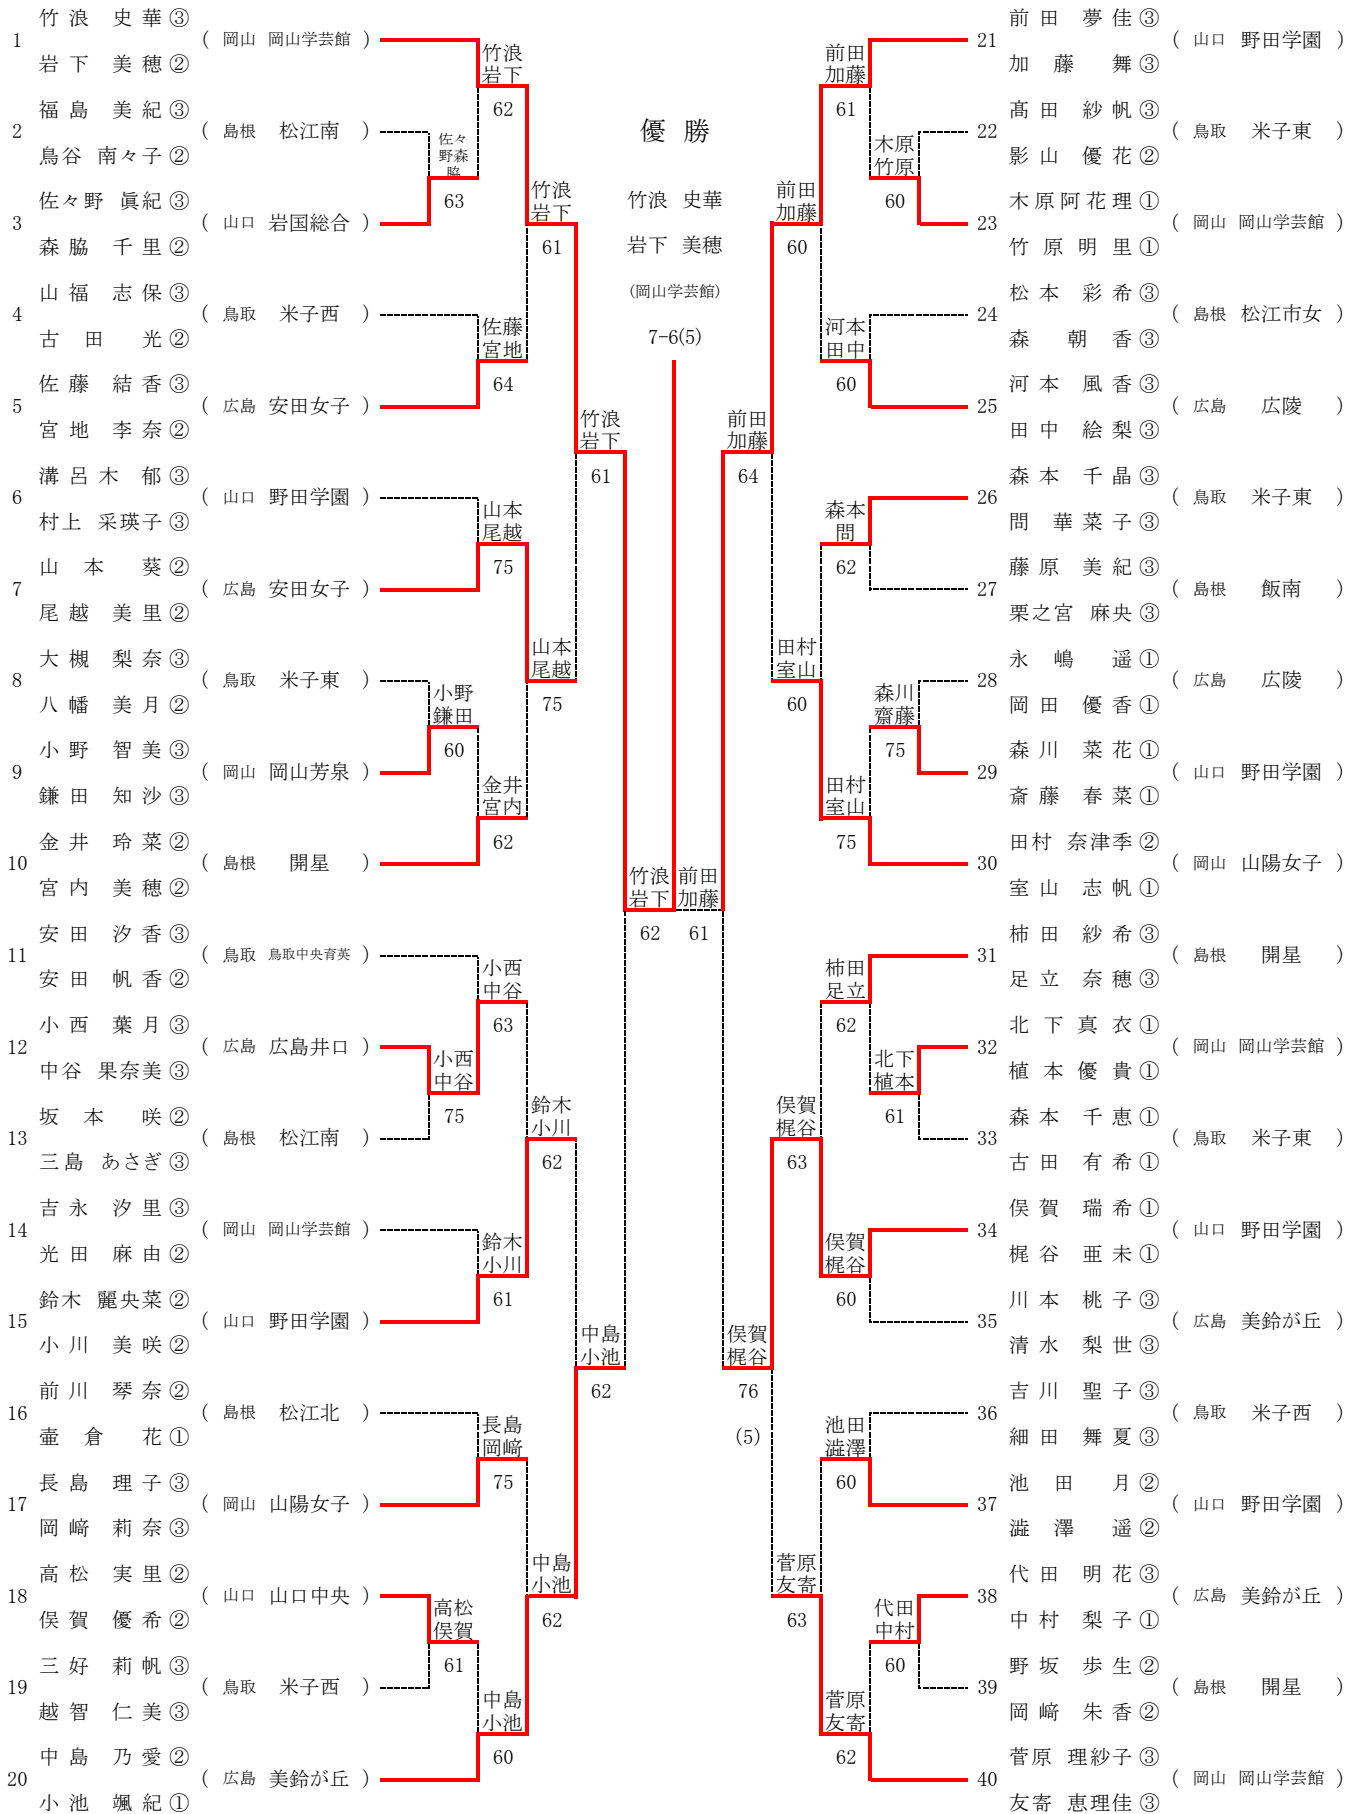 竹浪 史華③
1 ( 岡山 岡山学芸館 )
岩下 美穂②
福島 美紀③
2 ( 島根 松江南 )
鳥谷 南々子②
佐々野 眞紀③
3 ( 山口 岩国総合 )
森脇 千里②
山福 志保③
4 ( 鳥取 米子西 )
古田 光②
佐藤 結香③
5 ( 広島 安田女子 )
宮地 李奈②
溝呂木 郁③
6 ( 山口 野田学園 )
村上 采瑛子③
山本 葵②
7 ( 広島 安田女子 )
尾越 美里②
大槻 梨奈③
8 ( 鳥取 米子東 )
八幡 美月②
小野 智美③
9 ( 岡山 岡山芳泉 )
鎌田 知沙③
金井 玲菜②
10 ( 島根 開星 )
宮内 美穂②
安田 汐香③
11 ( 鳥取 鳥取中央育英 )
安田 帆香②
小西 葉月③
12 ( 広島 広島井口 )
中谷 果奈美③
坂本 咲②
13 ( 島根 松江南 )
三島 あさぎ③
吉永 汐里③
14 ( 岡山 岡山学芸館 )
光田 麻由②
鈴木 麗央菜②
15 ( 山口 野田学園 )
小川 美咲②
前川 琴奈②
16 ( 島根 松江北 )
壷倉 花①
長島 理子③
17 ( 岡山 山陽女子 )
岡﨑 莉奈③
高松 実里②
18 ( 山口 山口中央 )
俣賀 優希②
三好 莉帆③
19 ( 鳥取 米子西 )
越智 仁美③
中島 乃愛②
20 ( 広島 美鈴が丘 )
小池 颯紀①
佐々
野森
脇
63
小野
鎌田
60
小西
中谷
75
高松
俣賀
61
竹浪
岩下
62
佐藤
宮地
64
山本
尾越
75
金井
宮内
62
小西
中谷
63
鈴木
小川
61
長島
岡﨑
75
中島
小池
60
竹浪
岩下
61
山本
尾越
75
鈴木
小川
62
中島
小池
62
竹浪
岩下
61
中島
小池
62
竹浪
岩下
62
優勝
竹浪 史華
岩下 美穂
(岡山学芸館)
7-6(5)
前田
加藤
61
前田
加藤
64
俣賀
梶谷
76
(5)
前田
加藤
60
田村
室山
60
俣賀
梶谷
63
菅原
友寄
63
前田
加藤
61
河本
田中
60
森本
問
62
田村
室山
75
柿田
足立
62
俣賀
梶谷
60
池田
澁澤
60
菅原
友寄
62
木原
竹原
60
森川
齋藤
75
北下
植本
61
代田
中村
60
前田 夢佳③
21 ( 山口 野田学園 )
加藤 舞③
髙田 紗帆③
22 ( 鳥取 米子東 )
影山 優花②
木原阿花理①
23 ( 岡山 岡山学芸館 )
竹原明里①
松本 彩希③
24 ( 島根 松江市女 )
森 朝香③
河本 風香③
25 ( 広島 広陵 )
田中 絵梨③
森本 千晶③
26 ( 鳥取 米子東 )
問 華菜子③
藤原 美紀③
27 ( 島根 飯南 )
栗之宮 麻央③
永嶋 遥①
28 ( 広島 広陵 )
岡田 優香①
森川 菜花①
29 ( 山口 野田学園 )
斎藤 春菜①
田村 奈津季②
30 ( 岡山 山陽女子 )
室山 志帆①
柿田 紗希③
31 ( 島根 開星 )
足立 奈穂③
北下真衣①
32 ( 岡山 岡山学芸館 )
植本優貴①
森本 千恵①
33 ( 鳥取 米子東 )
古田 有希①
俣賀 瑞希①
34 ( 山口 野田学園 )
梶谷 亜未①
川本 桃子③
35 ( 広島 美鈴が丘 )
清水 梨世③
吉川 聖子③
36 ( 鳥取 米子西 )
細田 舞夏③
池田 月②
37 ( 山口 野田学園 )
澁澤 遥②
代田 明花③
38 ( 広島 美鈴が丘 )
中村 梨子①
野坂 歩生②
39 ( 島根 開星 )
岡﨑 朱香②
菅原 理紗子③
40 ( 岡山 岡山学芸館 )
友寄 恵理佳③